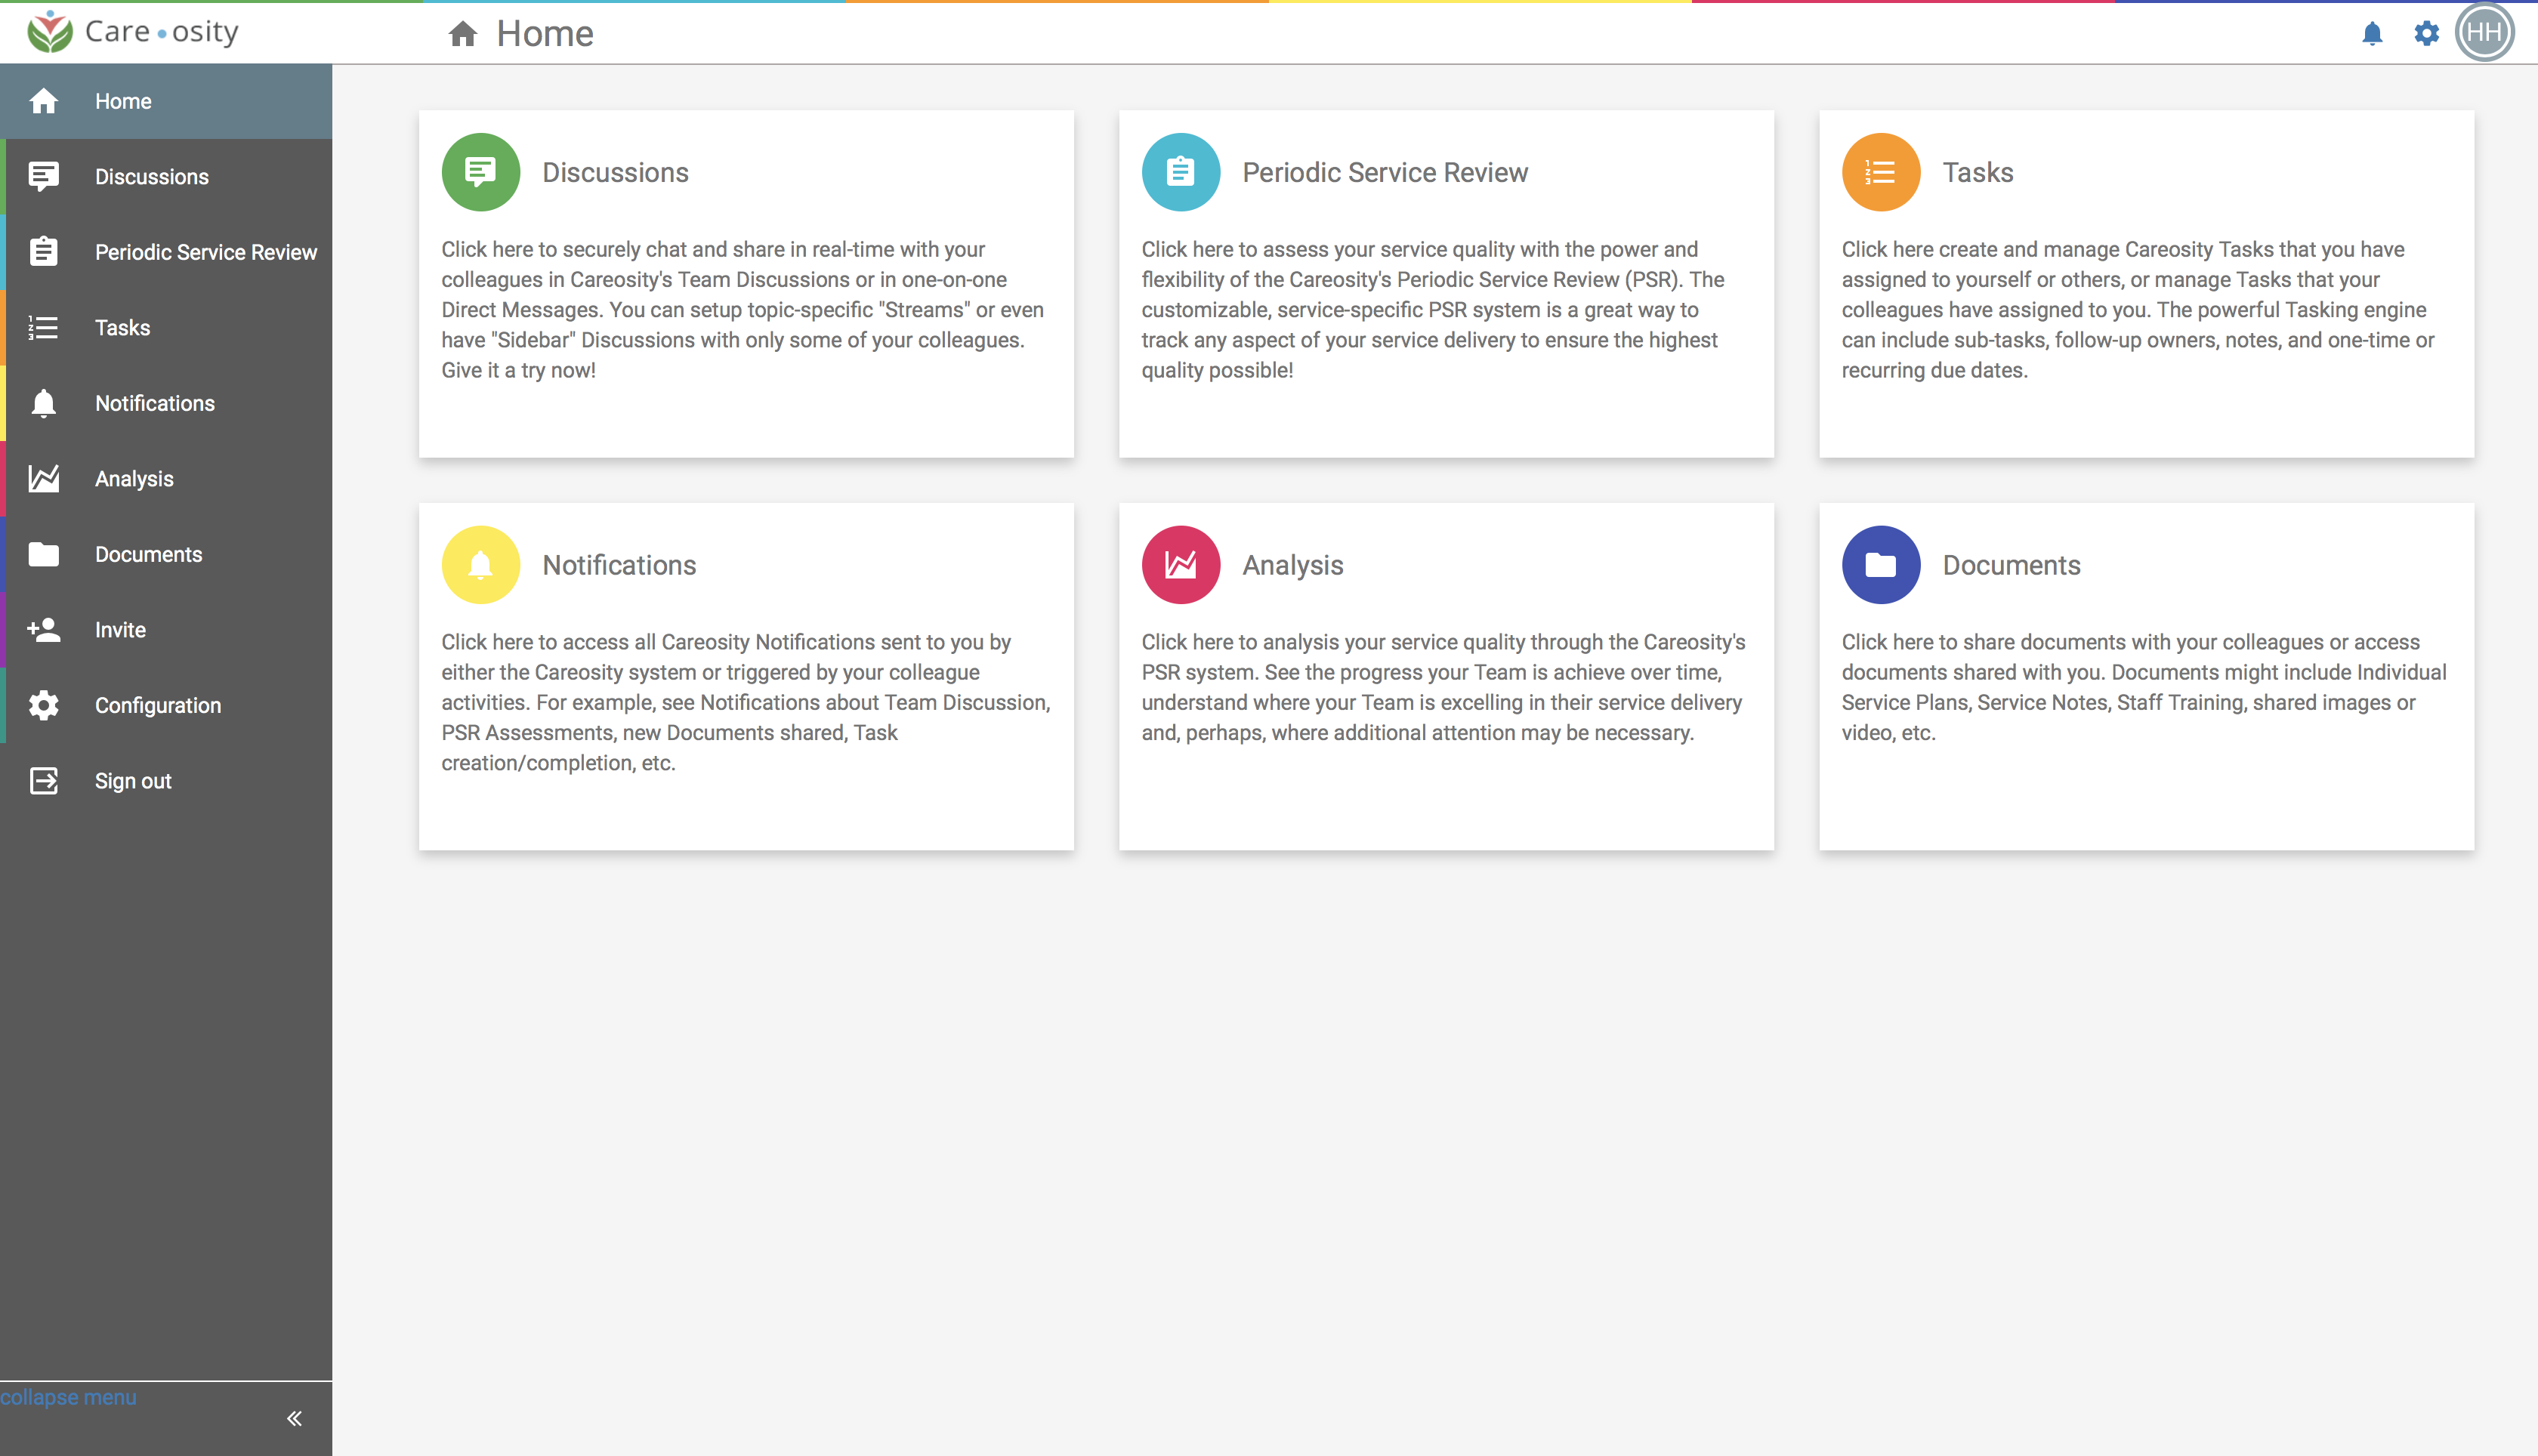 Care•osity
Home
HH
Home
Discussions
Periodic Service Review
Tasks
Notifications
Analysis
Documents
Invite
Configuration
Sign out
collapse menu
Discussions
Click here to securely chat and share in real-time with your
colleagues in Careosity's Team Discussions or in one-on-one
Direct Messages. You can setup topic-specific "Streams" or even
have "Sidebar" Discussions with only some of your colleagues.
Give it a try now!
Periodic Service Review
Click here to assess your service quality with the power and
flexibility of the Careosity's Periodic Service Review (PSR). The
customizable, service-specific PSR system is a great way to
track any aspect of your service delivery to ensure the highest
quality possible!
Tasks
Click here create and manage Careosity Tasks that you have
assigned to yourself or others, or manage Tasks that your
colleagues have assigned to you. The powerful Tasking engine
can include sub-tasks, follow-up owners, notes, and one-time or
recurring due dates.
Notifications
Click here to access all Careosity Notifications sent to you by
either the Careosity system or triggered by your colleague
activities. For example, see Notifications about Team Discussion,
PSR Assessments, new Documents shared, Task
creation/completion, etc.
Analysis
Click here to analysis your service quality through the Careosity's
PSR system. See the progress your Team is achieve over time,
understand where your Team is excelling in their service delivery
and, perhaps, where additional attention may be necessary.
Documents
Click here to share documents with your colleagues or access
documents shared with you. Documents might include Individual
Service Plans, Service Notes, Staff Training, shared images or
video, etc.